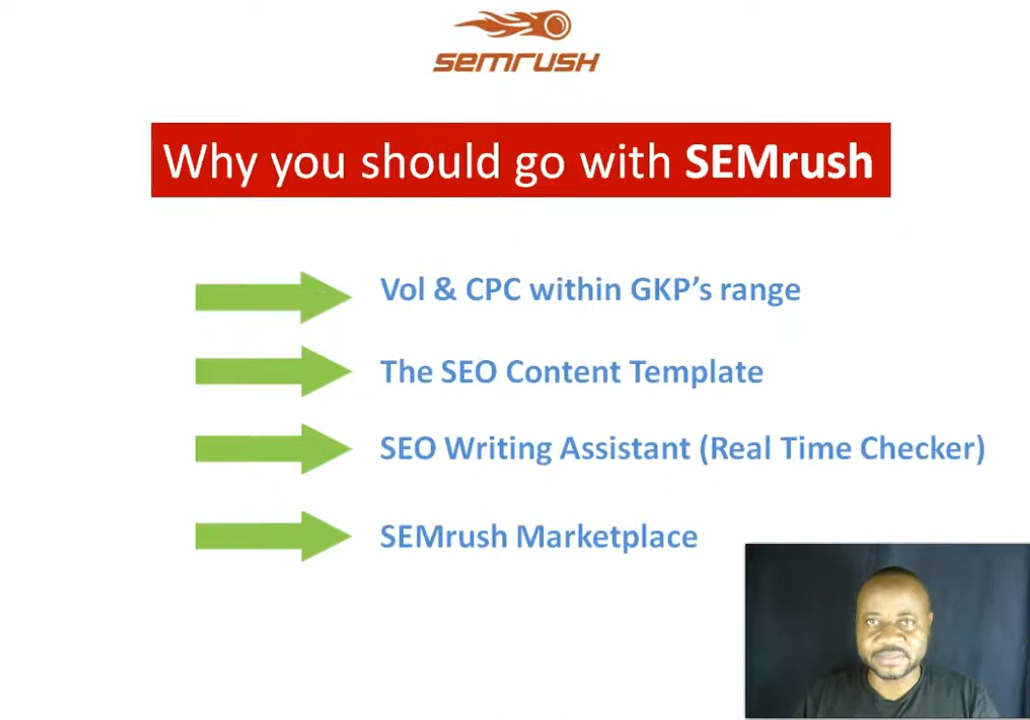 semrush
Why you should go with SEMrush
Vol & CPC within GKP’s range
The SEO Content Template
SEO Writing Assistant (Real Time Checker)
SEMrush Marketplace